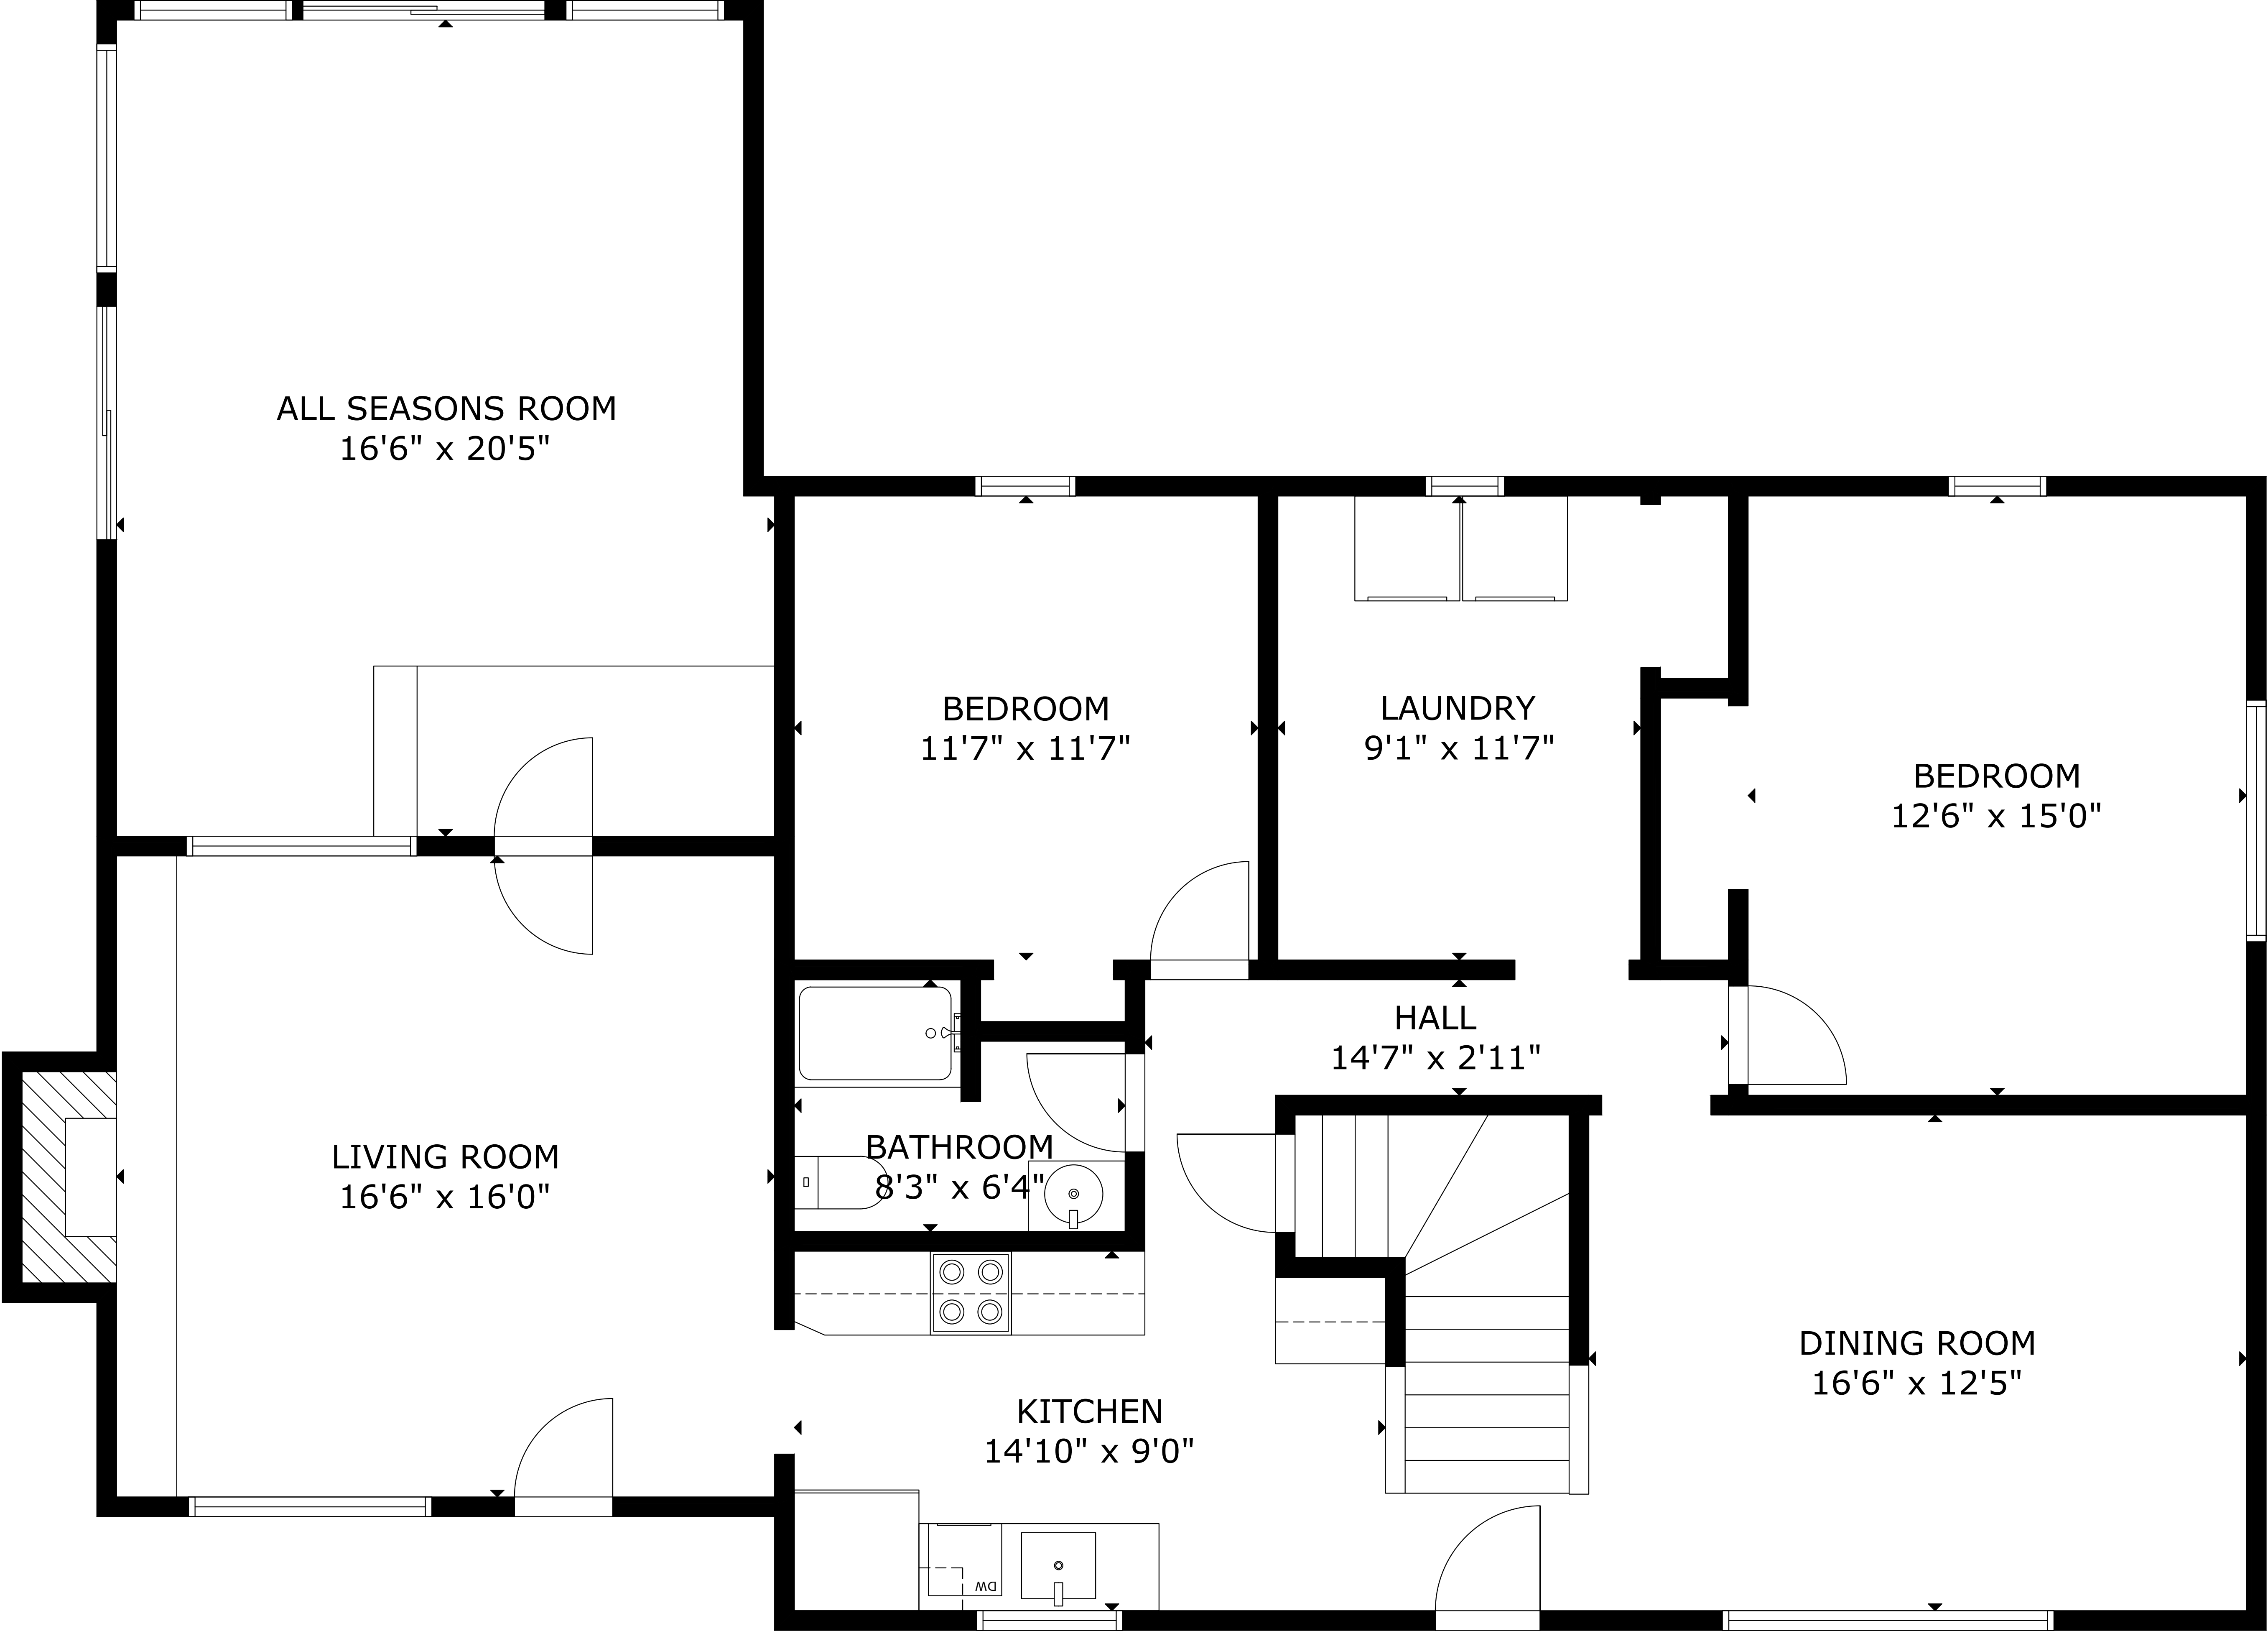 ALL SEASONS ROOM
16'6" x 20'5"
BEDROOM
11'7" x 11'7"
LAUNDRY
9'1" x 11'7"
BEDROOM
12'6" x 15'0"
HALL
14'7" x 2'11"
LIVING ROOM
16'6" x 16'0"
BATHROOM
8'3" x 6'4"
DINING ROOM
16'6" x 12'5"
KITCHEN
14'10" x 9'0"
DW